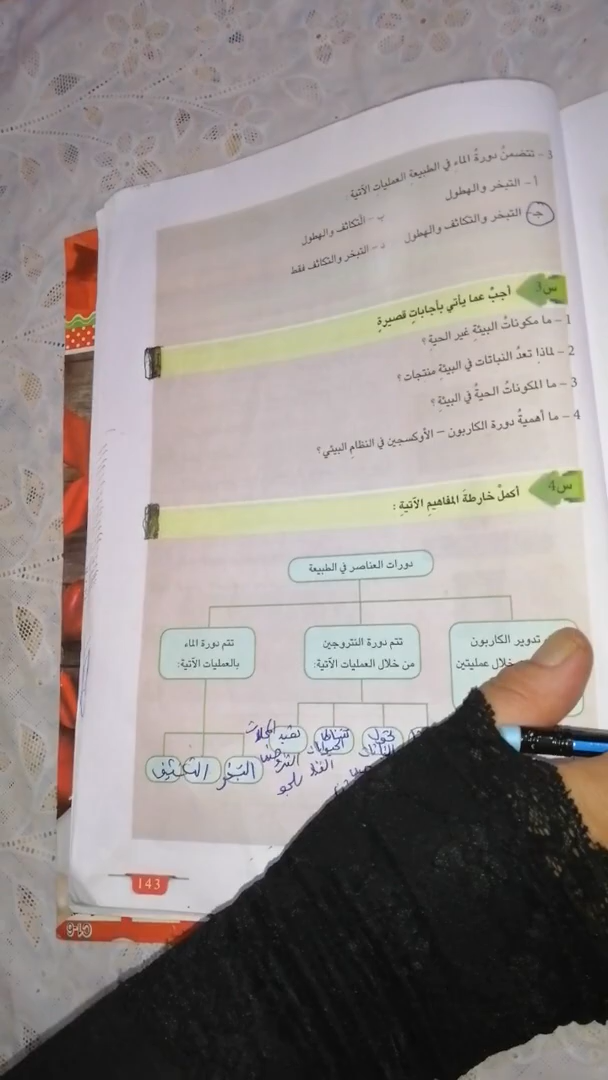 3 - تتضمنُ دورةُ الماءِ في الطبيعةِ العملياتِ الآتيةَ:
أ - التبخر والهطول
ب - التكاثف والهطول
جـ - التبخر والتكاثف والهطول
د - التبخر والتكاثف فقط
س3 أجبْ عما يأتي بأجاباتٍ قصيرةٍ
1 - ما مكوناتُ البيئةِ غير الحيةِ؟
2 - لماذا تعدُّ النباتاتُ في البيئةِ منتجات؟
3 - ما المكوناتُ الحيةُ في البيئةِ؟
4 - ما أهميةُ دورةِ الكاربون - الأوكسجين في النظامِ البيئي؟
س4 أكملْ خارطةَ المفاهيمِ الآتيةِ:
دورات العناصر في الطبيعة
تدوير الكاربون
خلال عمليتين
تتم دورة النتروجين
من خلال العمليات الآتية:
تتم دورة الماء
بالعمليات الآتية:
تحول
التبخر
143